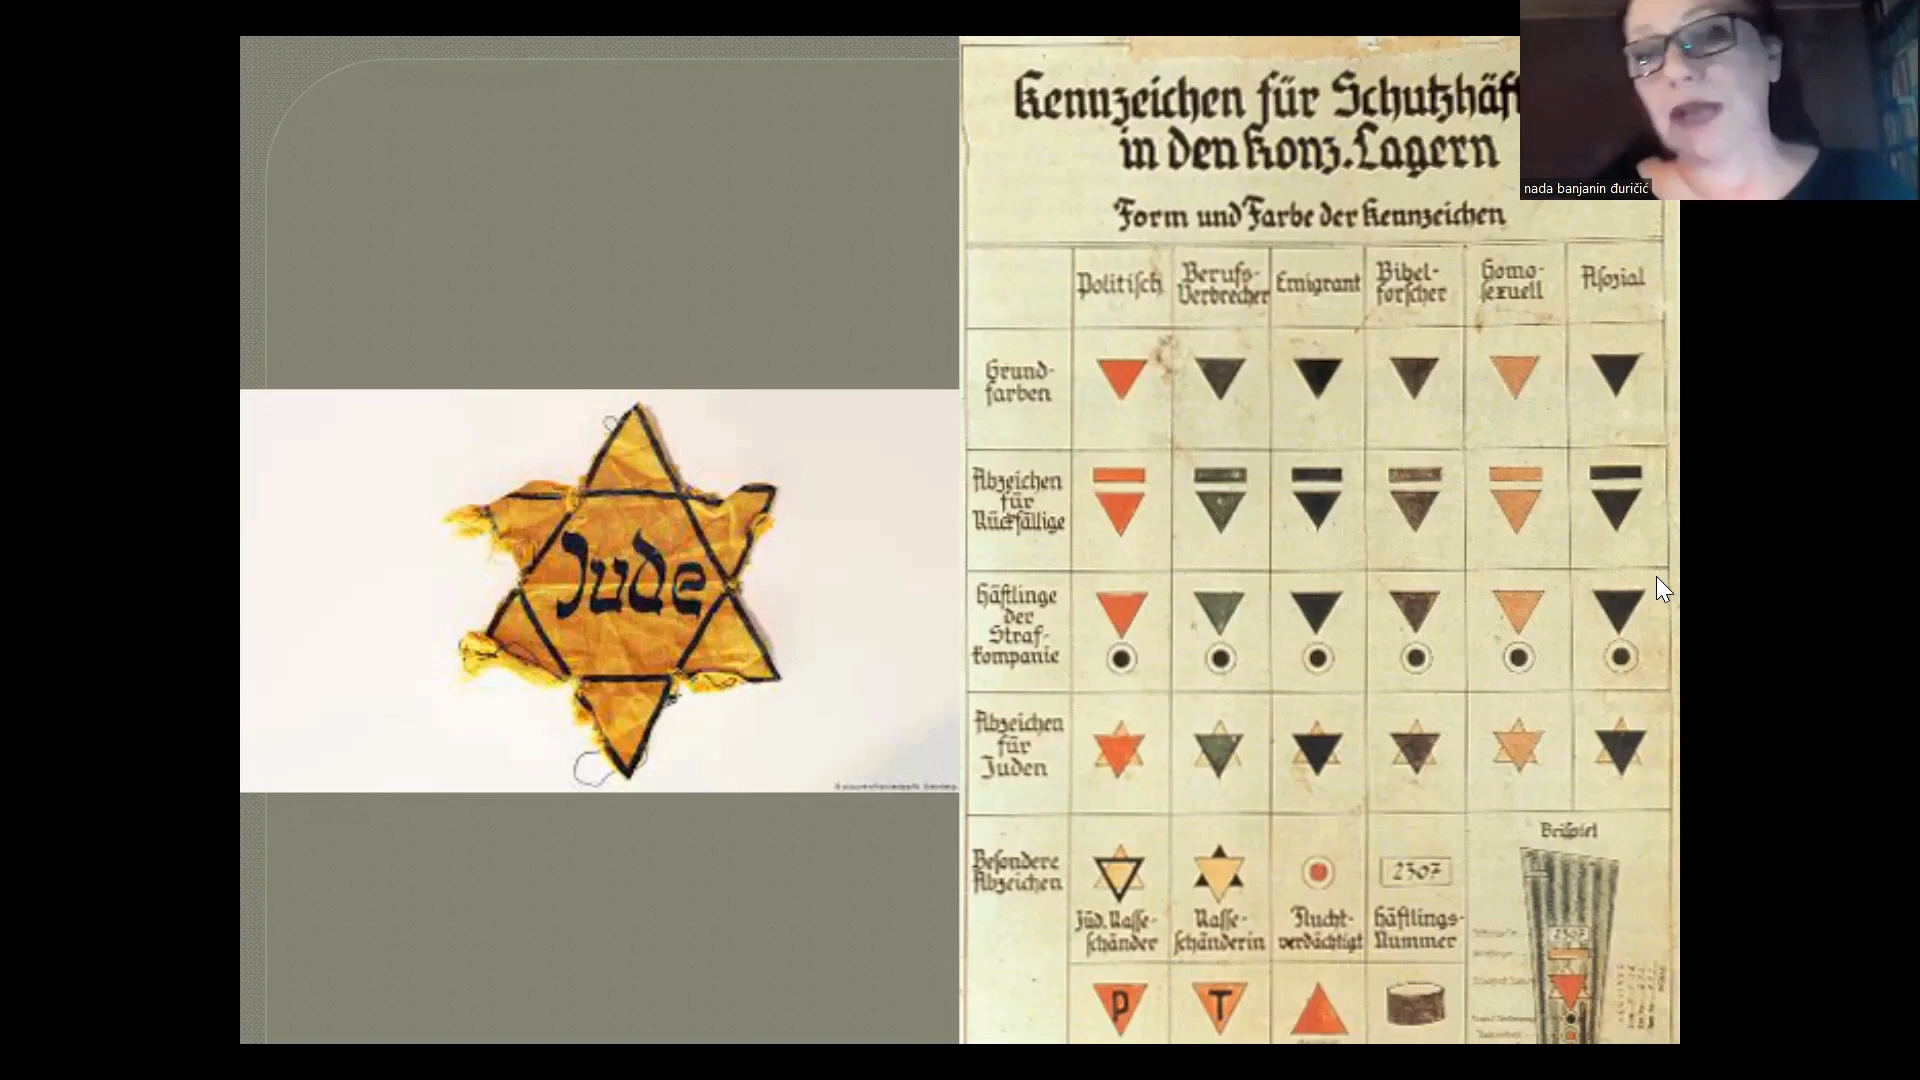 Kennzeichen für Schutzhäft
in den Konz. Lagern
Form und Farbe der Kennzeichen
nada banjanin đuričić
Politisch
Berufs-
Verbrecher
Emigrant
Bibel-
forscher
Homo-
sexuell
Asozial
Grund-
farben
Abzeichen
für
Rückfällige
Häftlinge
der
Straf-
kompanie
Abzeichen
für
Juden
Besondere
Abzeichen
Jüd. Rasse-
schänder
Rasse-
schänderin
Flucht-
verdächtigt
2307
Häftlings-
Nummer
Beispiel
2307
P
T
Jude